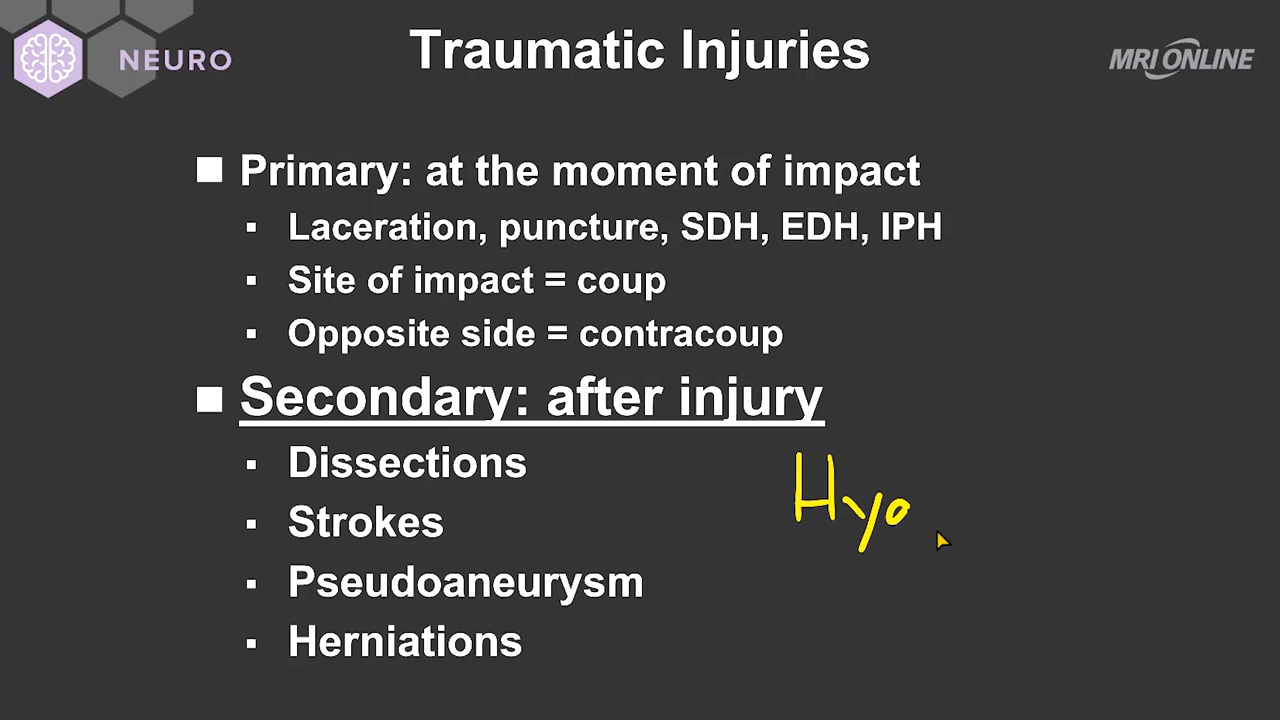 NEURO
Traumatic Injuries
MRI ONLINE
Primary: at the moment of impact
Laceration, puncture, SDH, EDH, IPH
Site of impact = coup
Opposite side = contracoup
Secondary: after injury
Dissections
Hyo
Strokes
Pseudoaneurysm
Herniations